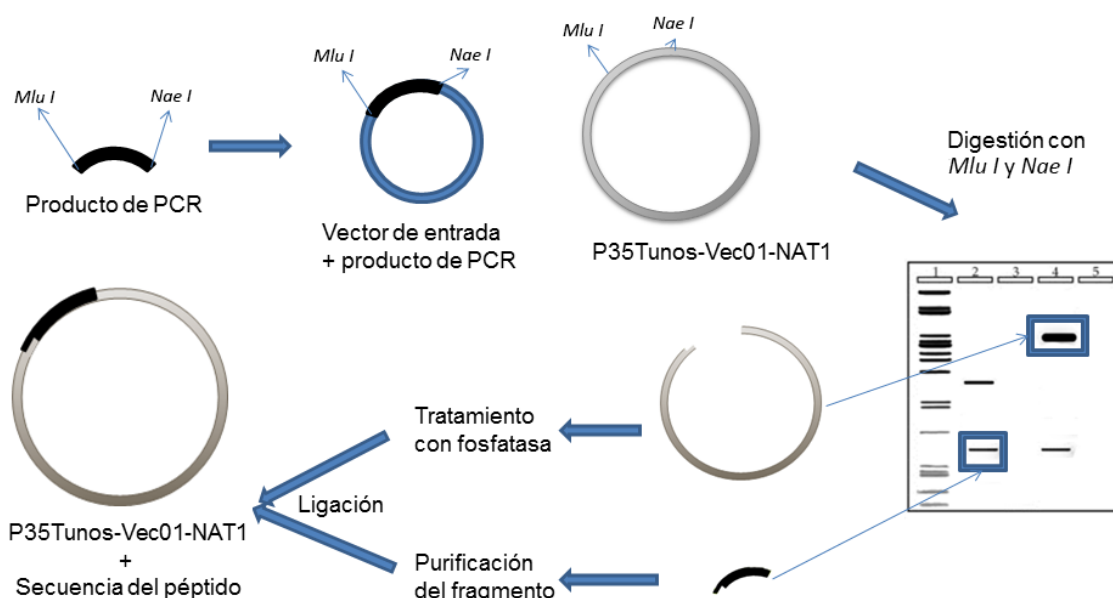 Mlu I
Nae I
Producto de PCR
Mlu I
Nae I
Vector de entrada
+ producto de PCR
Mlu I
Nae I
P35Tunos-Vec01-NAT1
Digestión con
Mlu I y Nae I
1 2 3 4 5
Tratamiento
con fosfatasa
Ligación
Purificación
del fragmento
P35Tunos-Vec01-NAT1
+
Secuencia del péptido